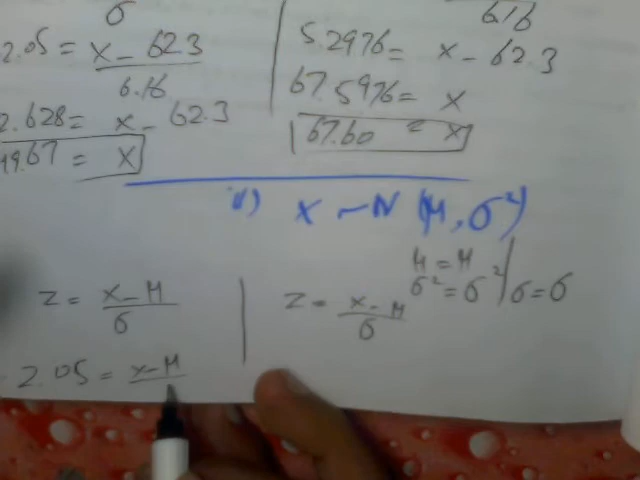 σ
2.05 = x - 62.3
6.16
2.628 = x - 62.3
49.67 = x
6.16
5.2976 = x - 62.3
67.5976 = x
67.60 = x
x ~ N (μ, σ²)
μ = μ
σ² = σ² / σ = σ
z = x - μ
σ
- 2.05 = x - μ
z = x - μ
σ